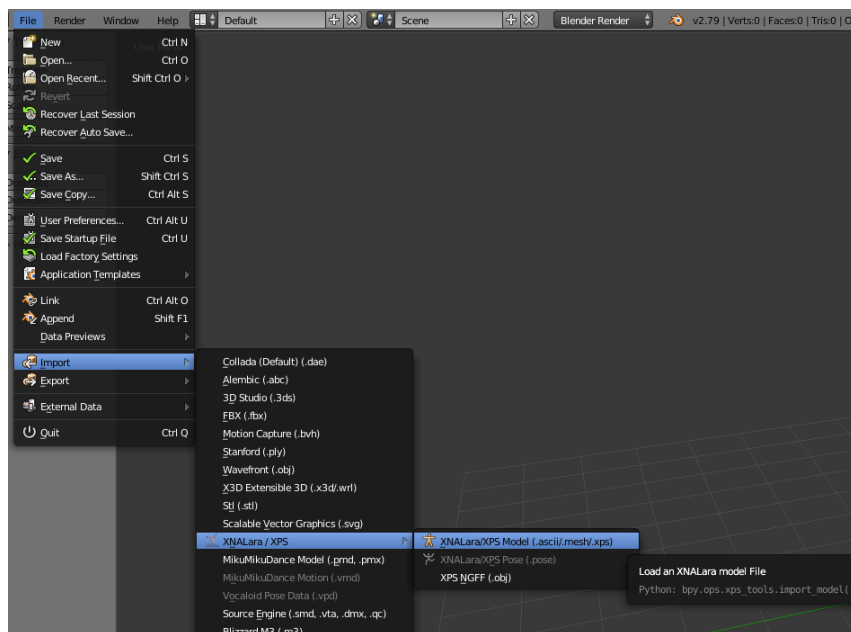 File Render Window Help Default Scene Blender Render v2.79 | Verts:0 | Faces:0 | Tris:0 |
New Ctrl N
Open... Ctrl O
Open Recent... Shift Ctrl O
Revert
Recover Last Session
Recover Auto Save...
Save Ctrl S
Save As... Shift Ctrl S
Save Copy... Ctrl Alt S
User Preferences... Ctrl Alt U
Save Startup File Ctrl U
Load Factory Settings
Application Templates
Link Ctrl Alt O
Append Shift F1
Data Previews
Import
Export
External Data
Quit Ctrl Q
Collada (Default) (.dae)
Alembic (.abc)
3D Studio (.3ds)
FBX (.fbx)
Motion Capture (.bvh)
Stanford (.ply)
Wavefront (.obj)
X3D Extensible 3D (.x3d/.wrl)
Stl (.stl)
Scalable Vector Graphics (.svg)
XNALara / XPS
MikuMikuDance Model (.pmd, .pmx)
MikuMikuDance Motion (.vmd)
Vocaloid Pose Data (.vpd)
Source Engine (.smd, .vta, .dmx, .qc)
Blizzard M3 (.m3)
XNALara/XPS Model (.ascii/.mesh/.xps)
XNALara/XPS Pose (.pose)
XPS NGFF (.obj)
Load an XNALara model File
Python: bpy.ops.xps_tools.import_model(